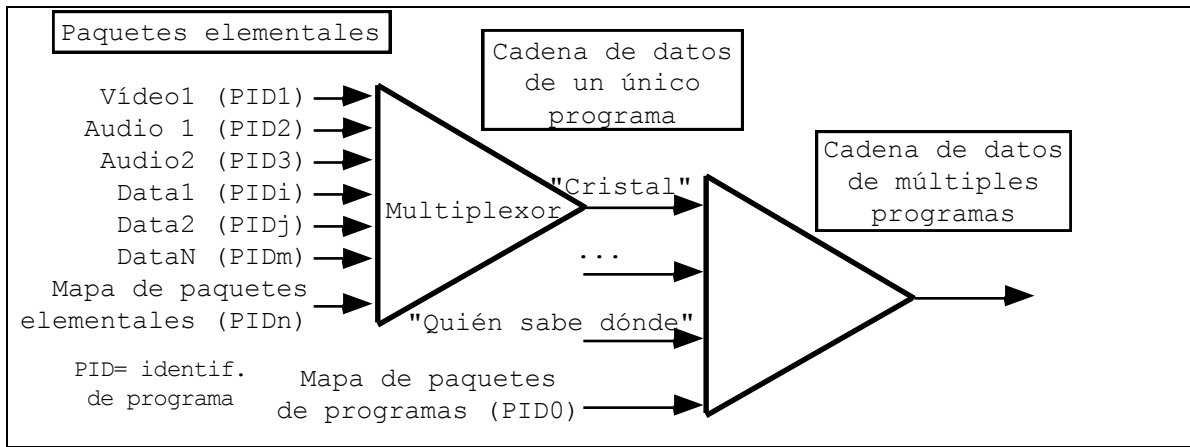 Paquetes elementales
Cadena de datos
de un único
programa
Vídeo1 (PID1)
Audio 1 (PID2)
Audio2 (PID3)
Data1 (PIDi)
Data2 (PIDj)
DataN (PIDm)
Mapa de paquetes
elementales (PIDn)
Multiplexor
Cadena de datos
de múltiples
programas
"Cristal"
...
"Quién sabe dónde"
PID= identif.
de programa
Mapa de paquetes
de programas (PID0)